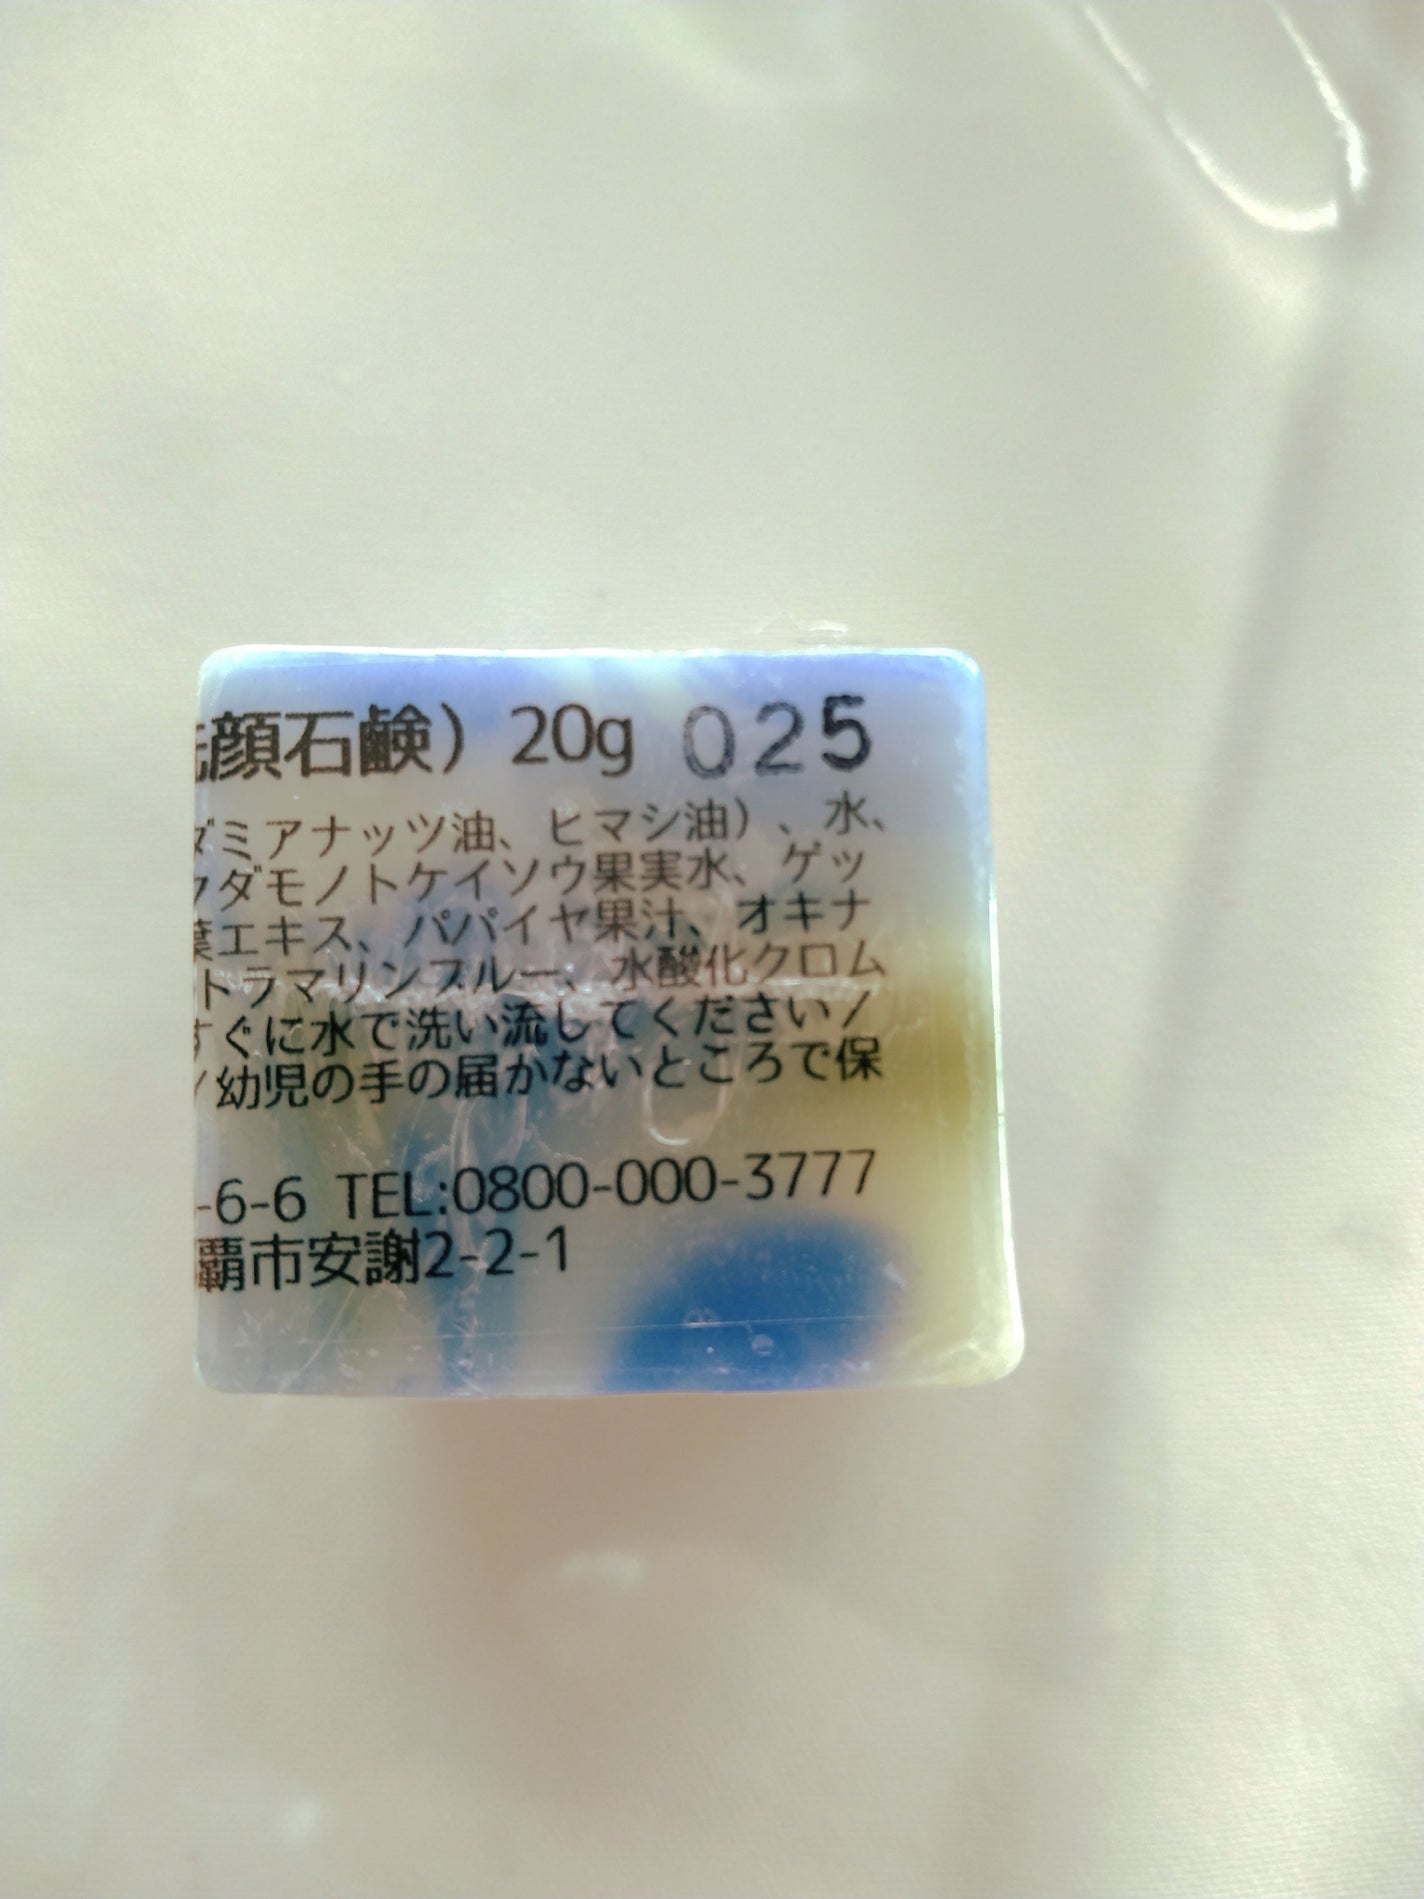 顔石鹸）20g 025
ダミアナッツ油、ヒマシ油）、水、
クダモノトケイソウ果実水、ゲッ
葉エキス、パパイヤ果汁、オキナ
トラマリンブルー、水酸化クロム
すぐに水で洗い流してください／
／幼児の手の届かないところで保
-6-6 TEL:0800-000-3777
覇市安謝2-2-1